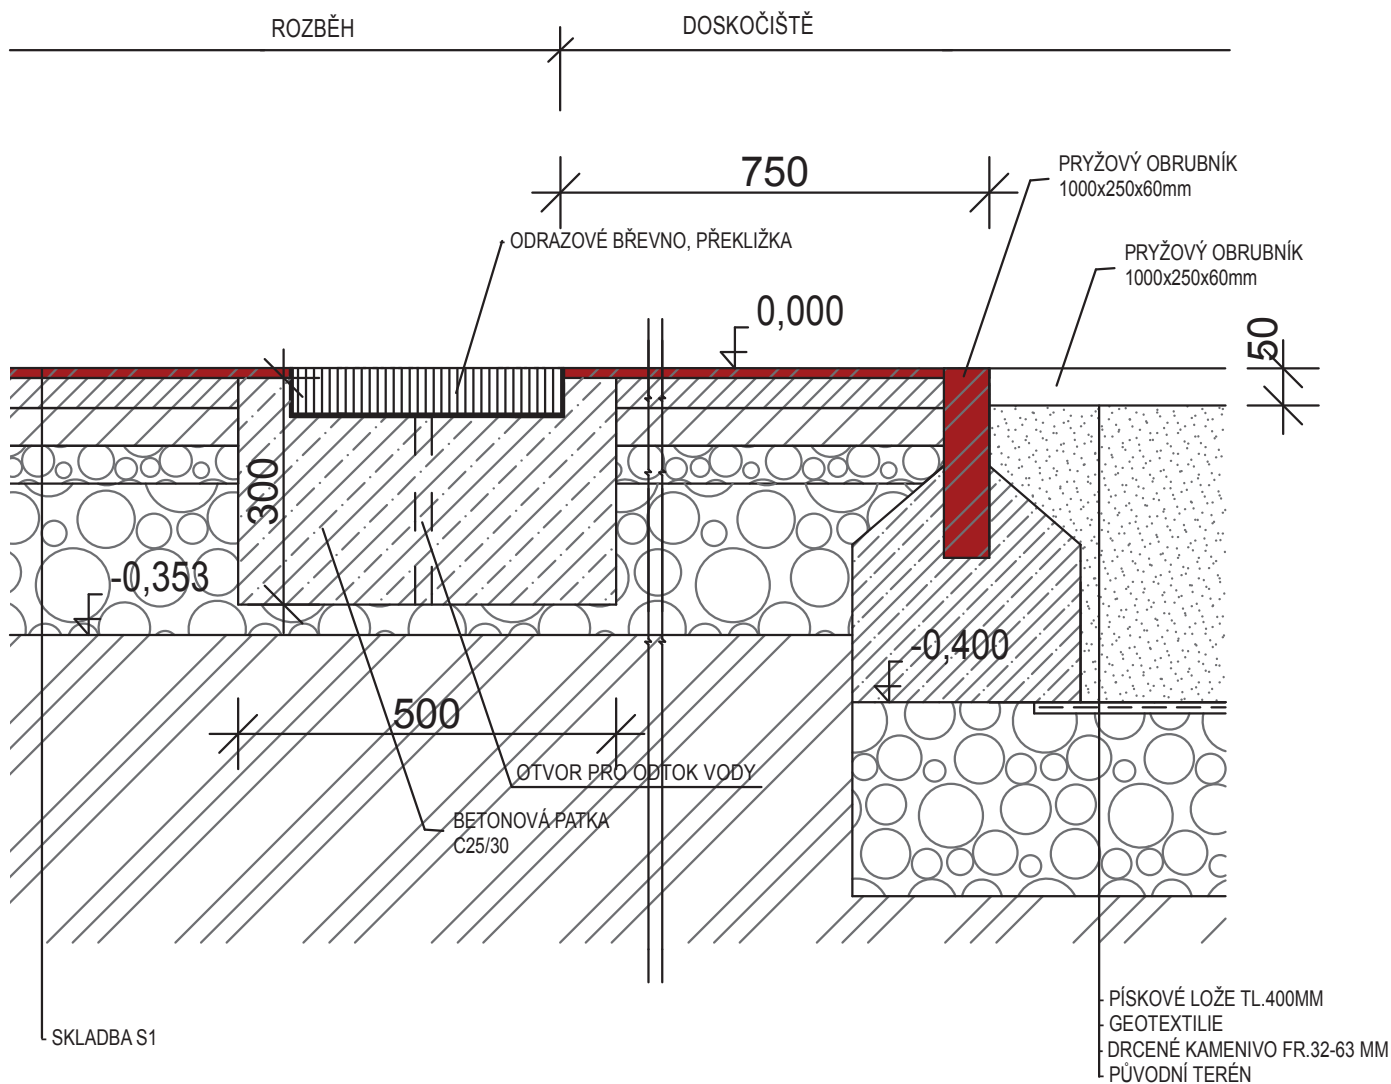 ROZBĚH
DOSKOČIŠTĚ
750
PRYŽOVÝ OBRUBNÍK
1000x250x60mm
ODRAZOVÉ BŘEVNO, PŘEKLIŽKA
PRYŽOVÝ OBRUBNÍK
1000x250x60mm
0,000
50
300
-0,353
-0,400
500
OTVOR PRO ODTOK VODY
BETONOVÁ PATKA
C25/30
PÍSKOVÉ LOŽE TL.400MM
GEOTEXTILIE
DRCENÉ KAMENIVO FR.32-63 MM
PŮVODNÍ TERÉN
SKLADBA S1